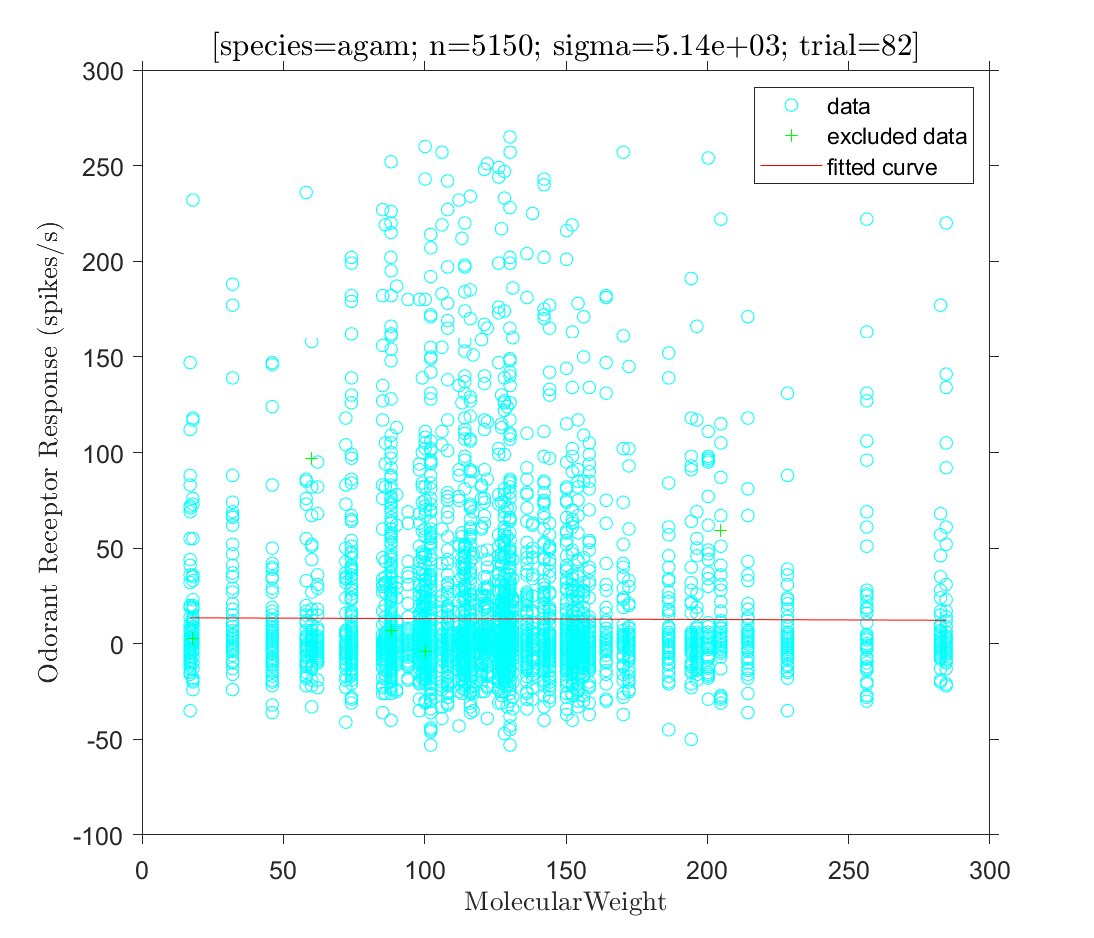 [species=agam; n=5150; sigma=5.14e+03; trial=82]
300
250
200
150
100
50
0
-50
-100
Odorant Receptor Response (spikes/s)
data
excluded data
fitted curve
0 50 100 150 200 250 300
MolecularWeight